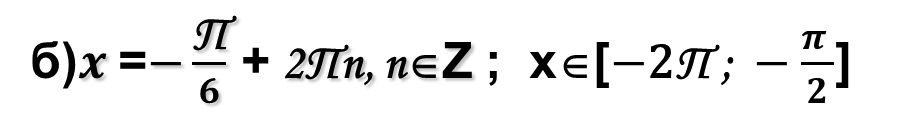 б) x = −π/6 + 2πn, n∈Z ; x∈[−2π ; −π/2]